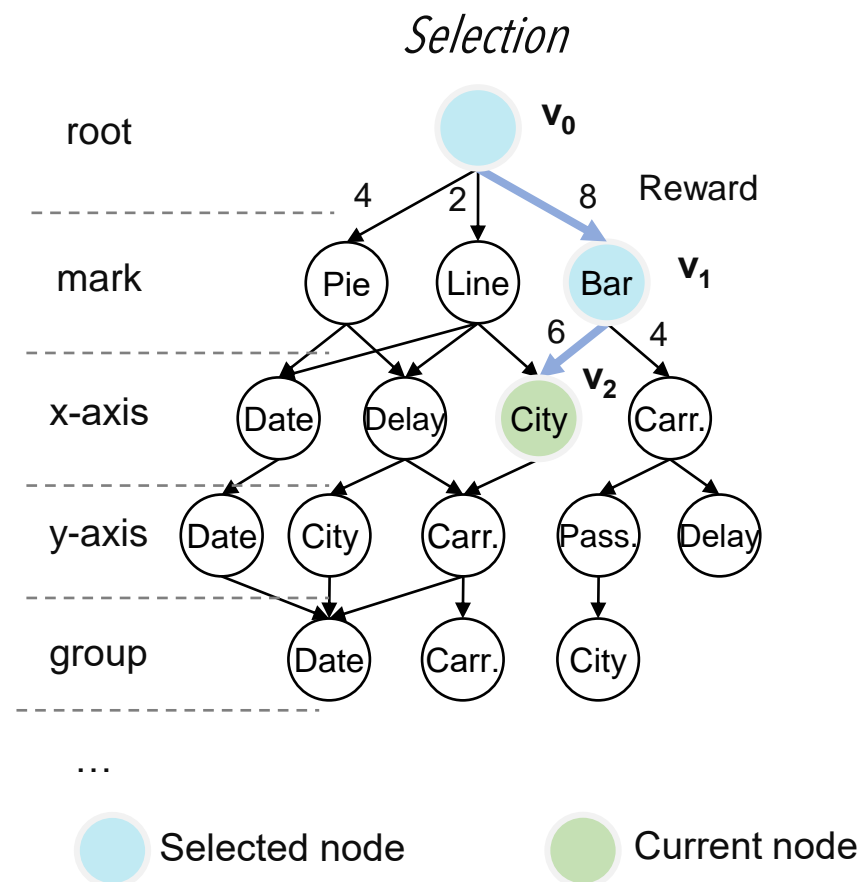 Selection
root
v0
4
2
8
Reward
mark
Pie
Line
Bar
v1
6
4
v2
x-axis
Date
Delay
City
Carr.
y-axis
Date
City
Carr.
Pass.
Delay
group
Date
Carr.
City
...
Selected node
Current node